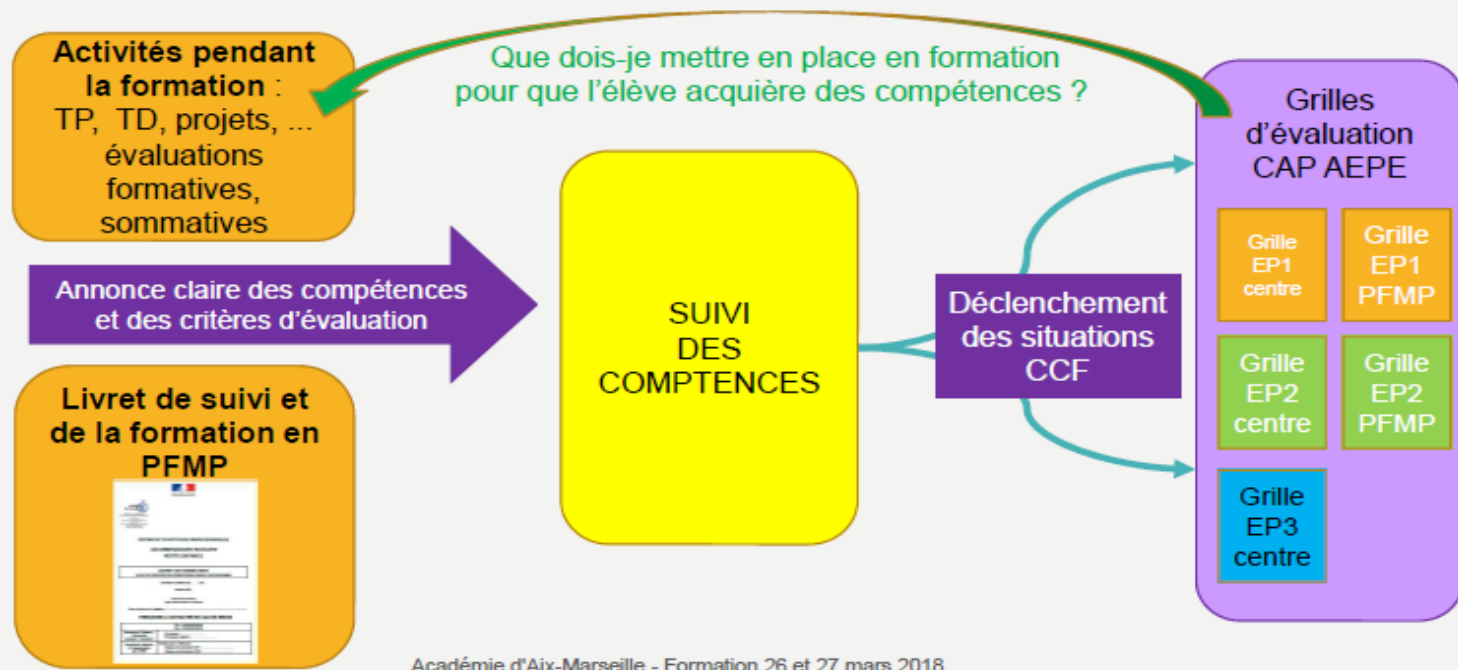 Activités pendant
la formation :
TP, TD, projets, ...
évaluations
formatives,
sommatives
Que dois-je mettre en place en formation
pour que l'élève acquière des compétences ?
Annonce claire des compétences
et des critères d'évaluation
Livret de suivi et
de la formation en
PFMP
SUIVI
DES
COMPTENCES
Déclenchement
des situations
CCF
Grilles
d'évaluation
CAP AEPE
Grille
EP1
centre
Grille
EP1
PFMP
Grille
EP2
centre
Grille
EP2
PFMP
Grille
EP3
centre
Académie d'Aix-Marseille - Formation 26 et 27 mars 2018